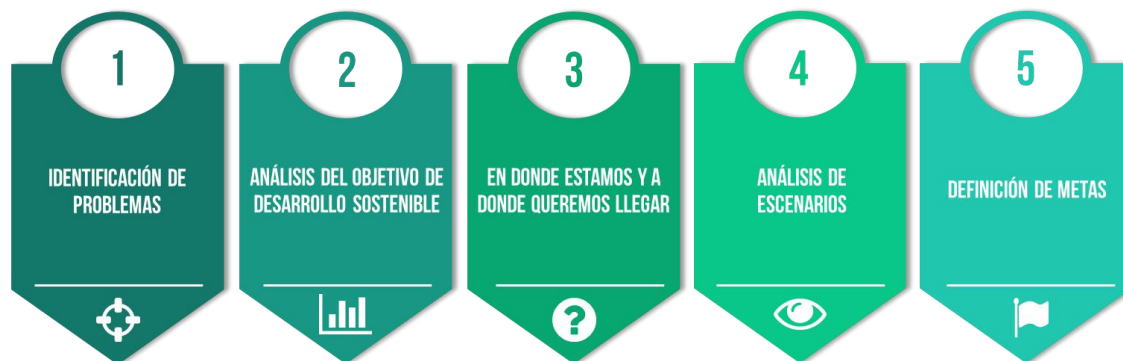 1
IDENTIFICACIÓN DE
PROBLEMAS
2
ANÁLISIS DEL OBJETIVO DE
DESARROLLO SOSTENIBLE
3
EN DONDE ESTAMOS Y A
DONDE QUEREMOS LLEGAR
?
4
ANÁLISIS DE
ESCENARIOS
5
DEFINICIÓN DE METAS